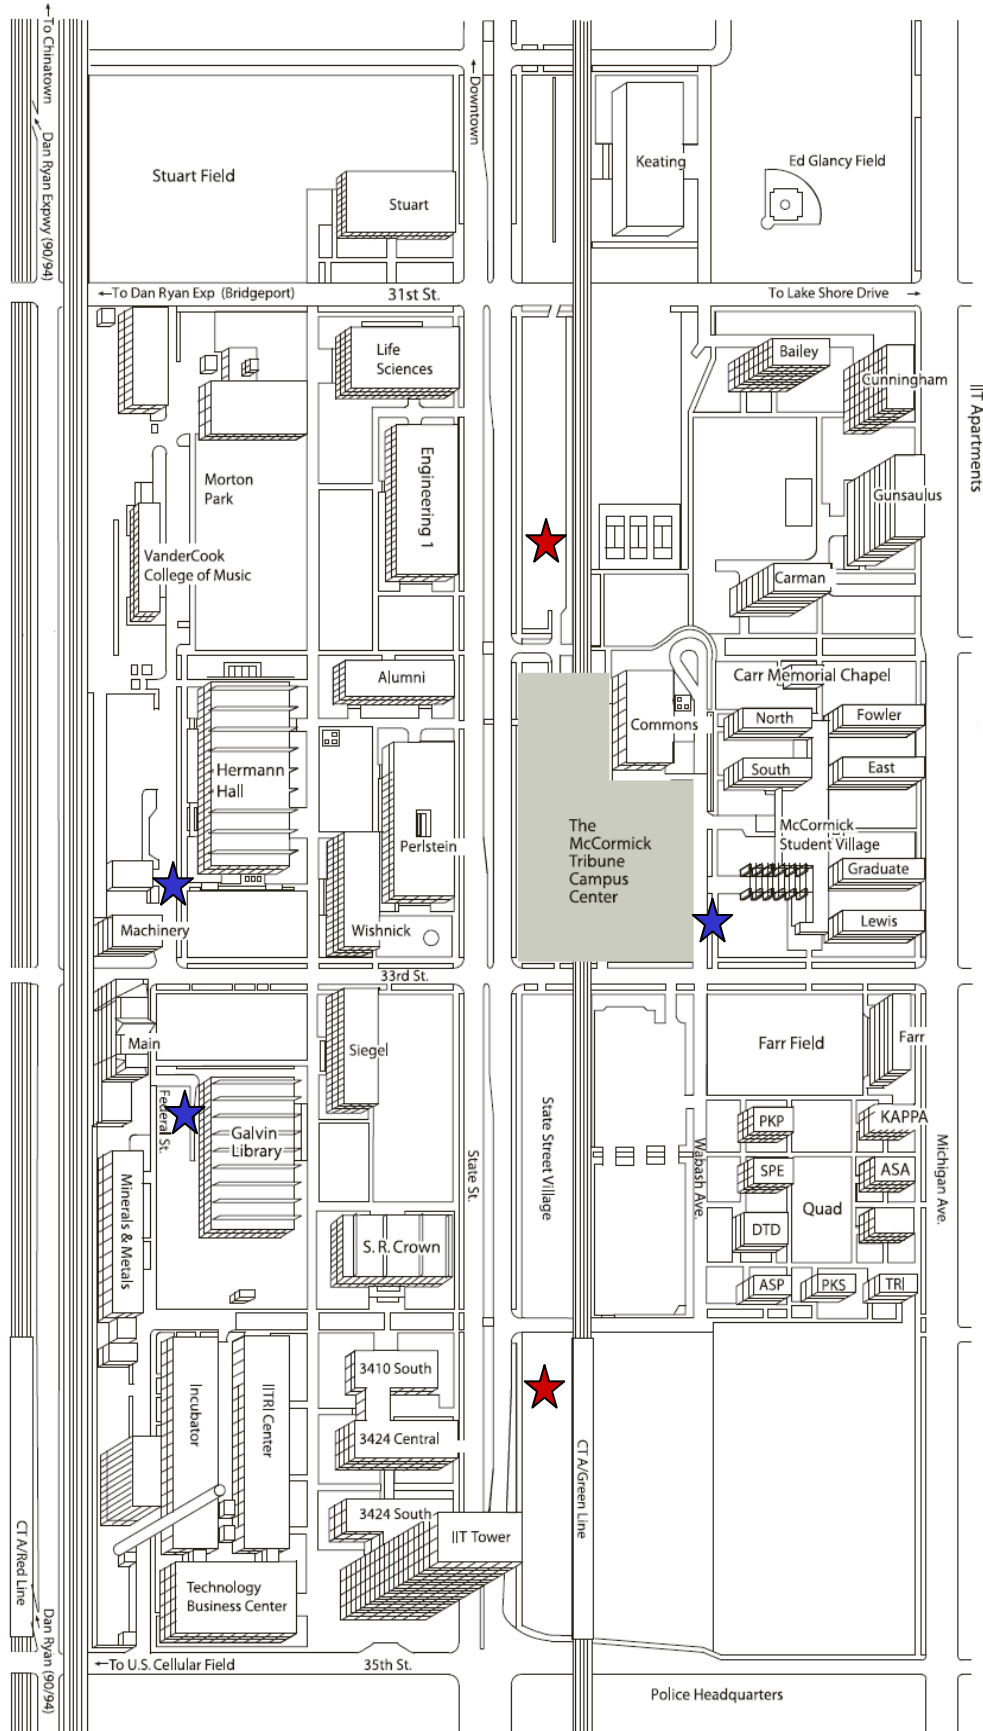 To Chinatown
Dan Ryan Expwy (90/94)
Downtown
Stuart Field
Stuart
Keating
Ed Glancy Field
To Dan Ryan Exp (Bridgeport)
31st St.
To Lake Shore Drive
Life
Sciences
Bailey
Cunningham
IIT Apartments
Morton
Park
Engineering 1
Gunsaulus
VanderCook
College of Music
Carman
Alumni
Carr Memorial Chapel
Commons
North
Fowler
Hermann
Hall
South
East
Perlstein
The
McCormick
Tribune
Campus
Center
McCormick
Student Village
Graduate
Machinery
Wishnick
Lewis
33rd St.
Main
Siegel
Farr Field
Farr
Federal St.
Galvin
Library
State Street Village
PKP
KAPPA
Minerals & Metals
State St.
Wabash Ave.
SPE
ASA
Michigan Ave.
Quad
S. R. Crown
DTD
ASP
PKS
TRI
3410 South
Incubator
IITRI Center
3424 Central
CTA/Green Line
3424 South
IIT Tower
CTA/Red Line
Technology
Business Center
Dan Ryan (90/94)
To U.S. Cellular Field
35th St.
Police Headquarters